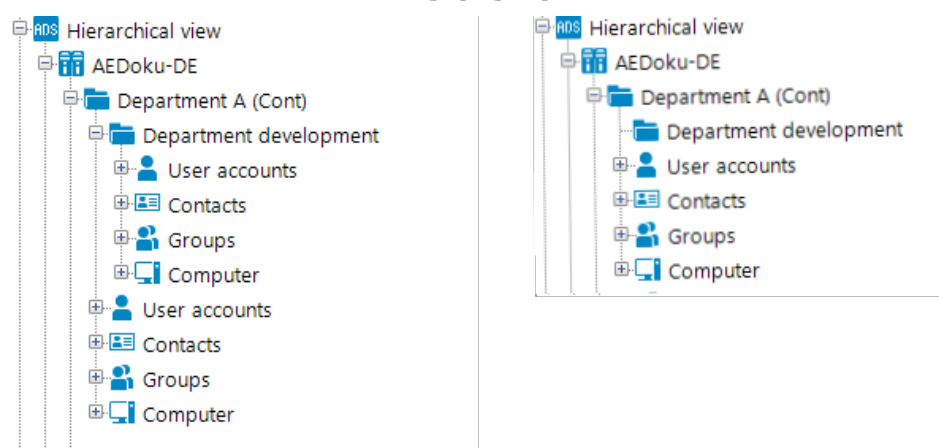 ADS Hierarchical view
AEDoku-DE
Department A (Cont)
Department development
User accounts
Contacts
Groups
Computer
User accounts
Contacts
Groups
Computer
ADS Hierarchical view
AEDoku-DE
Department A (Cont)
Department development
User accounts
Contacts
Groups
Computer